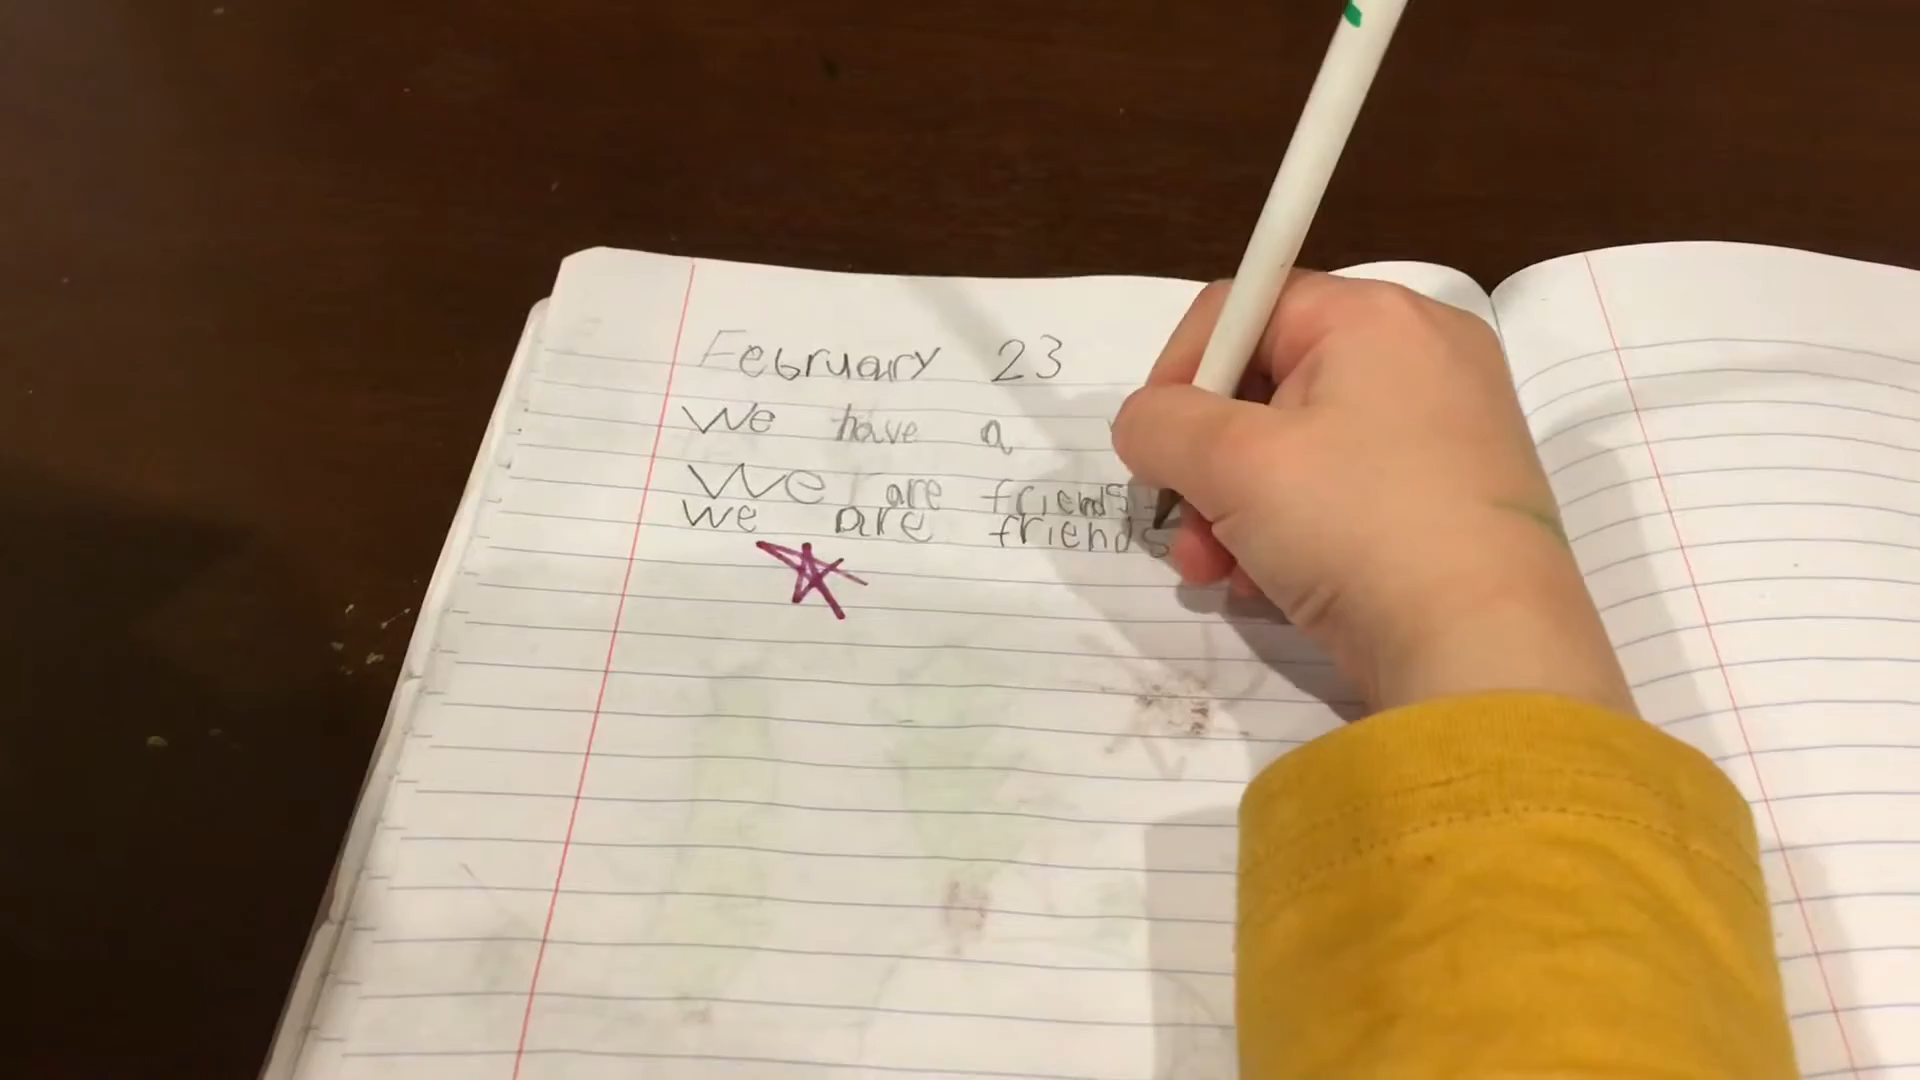 February 23
We have a
We are friends
we are friends